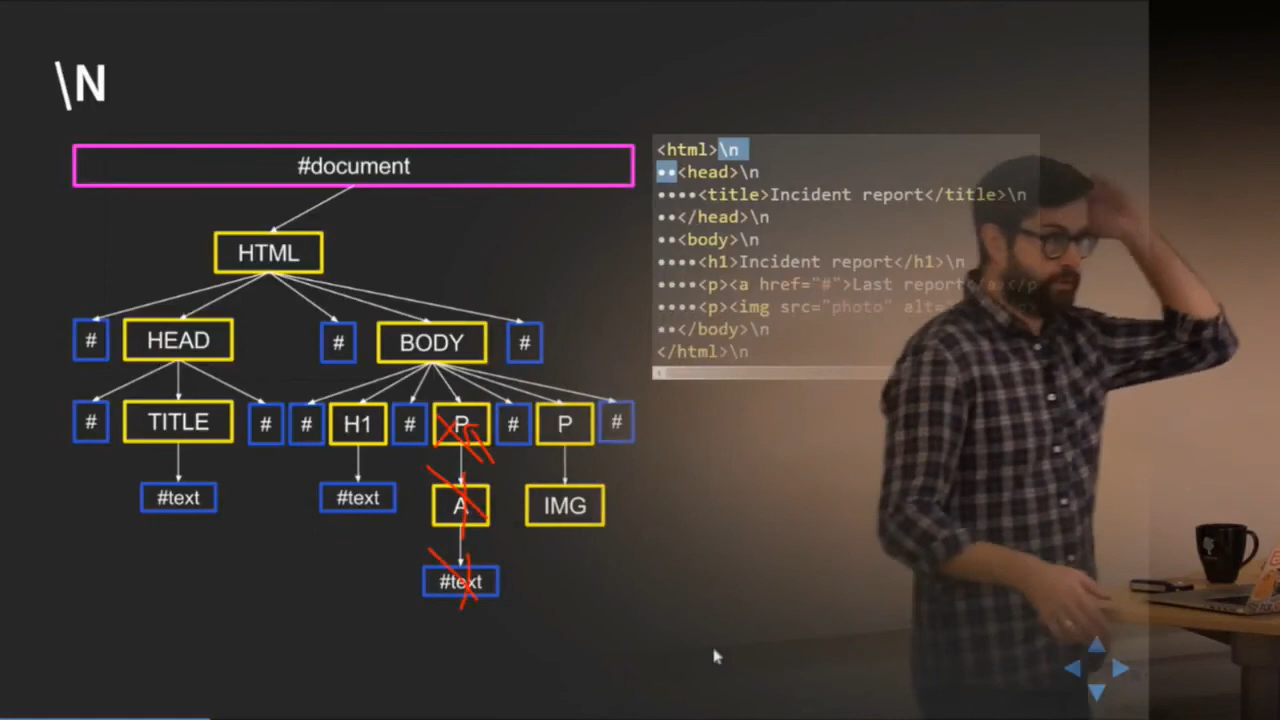 \N
#document
HTML
# HEAD # BODY #
# TITLE # # H1 # P # P #
#text #text A IMG
#text
<html>\n
••<head>\n
••••<title>Incident report</title>\n
••</head>\n
••<body>\n
••••<h1>Incident report</h1>\n
••••<p><a href="#">Last report</a></p
••••<p><img src="photo" alt=
••</body>\n
</html>\n